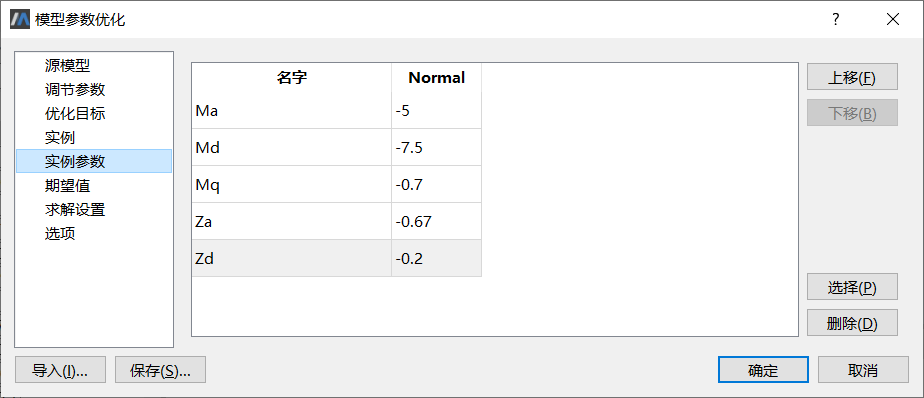 模型参数优化
?
源模型
调节参数
优化目标
实例
实例参数
期望值
求解设置
选项
名字 Normal
Ma -5
Md -7.5
Mq -0.7
Za -0.67
Zd -0.2
上移(F)
下移(B)
选择(P)
删除(D)
导入(I)...
保存(S)...
确定
取消